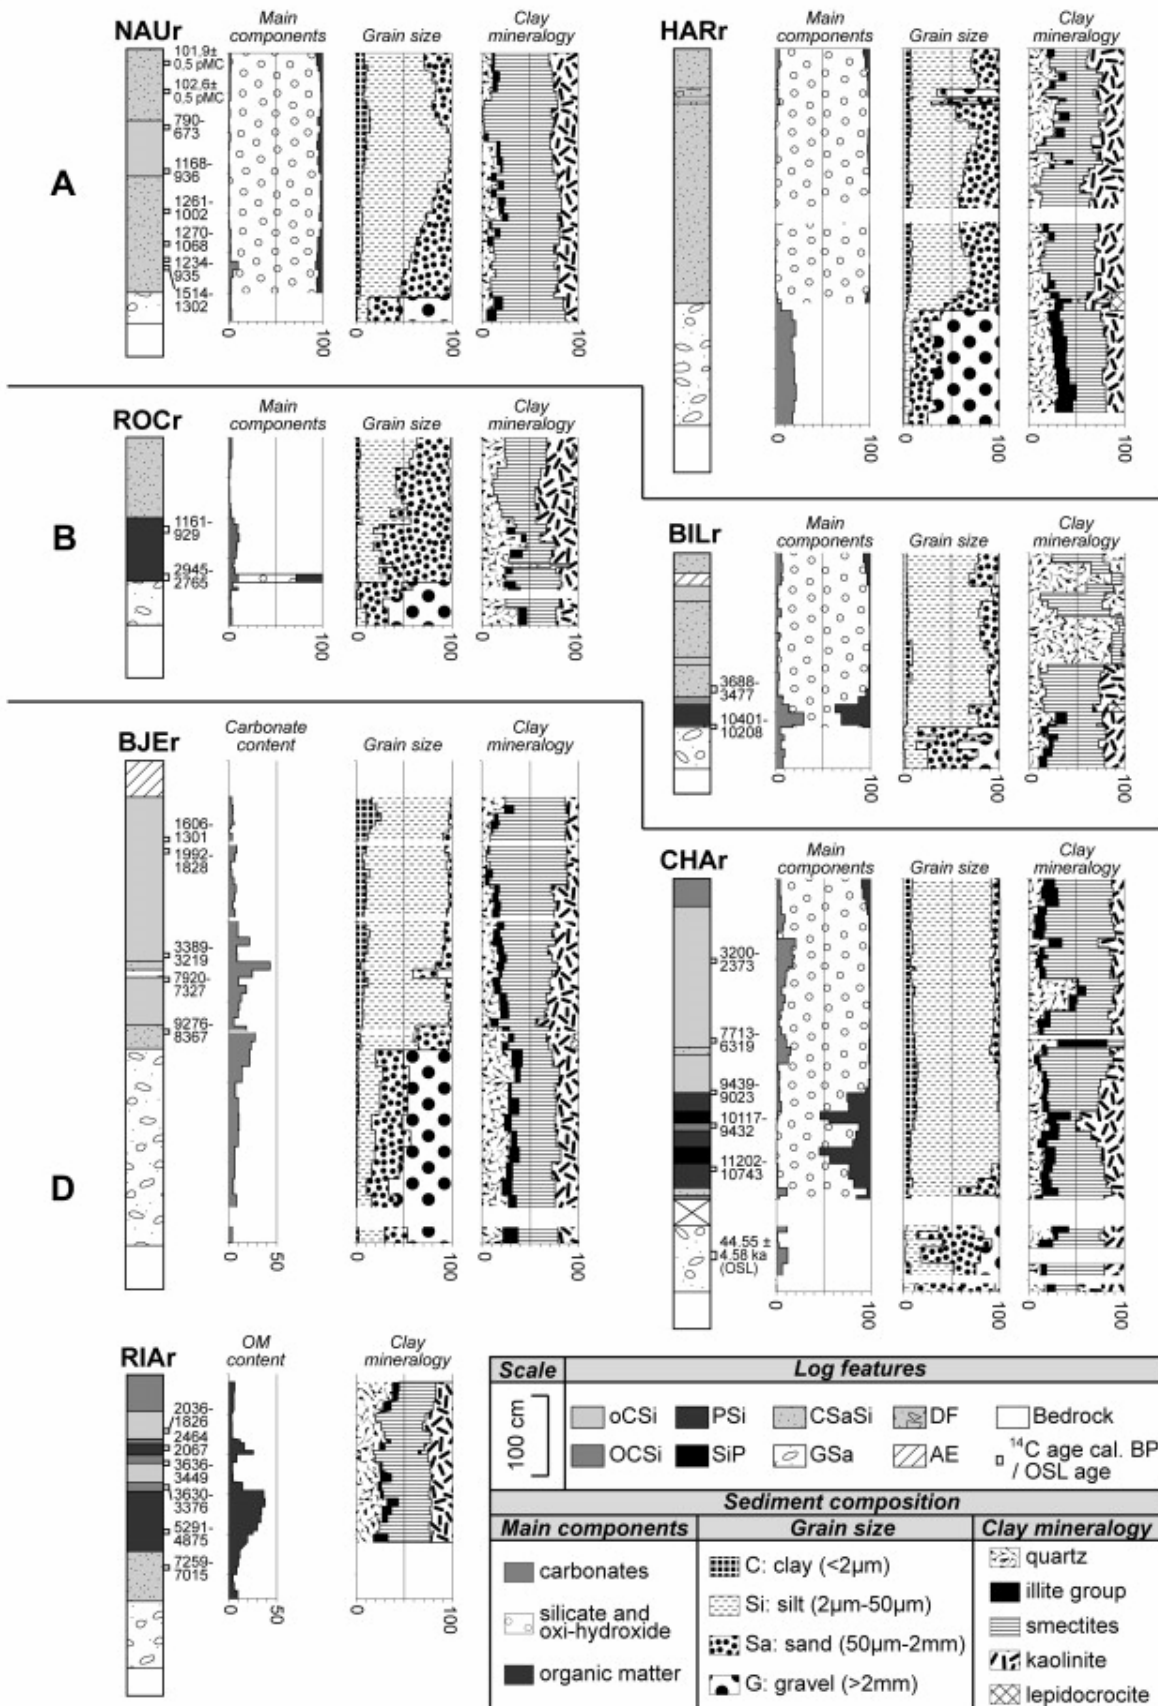 NAUr
Main
components
Grain size
Clay
mineralogy
101.9±
0.5 pMC
102.6±
0.5 pMC
790-
673
1168-
936
1261-
1002
1270-
1068
1234-
935
1514-
1302
0
100
0
100
0
100
A
HARr
Main
components
Grain size
Clay
mineralogy
0
100
0
100
0
100
ROCr
Main
components
Grain size
Clay
mineralogy
1161-
929
2945-
2765
0
100
0
100
0
100
B
BILr
Main
components
Grain size
Clay
mineralogy
3688-
3477
10401-
10208
0
100
0
100
0
100
BJEr
Carbonate
content
Grain size
Clay
mineralogy
1606-
1301
1992-
1828
3389-
3219
7920-
7327
9276-
8367
0
50
0
100
0
100
D
CHAr
Main
components
Grain size
Clay
mineralogy
3200-
2373
7713-
6319
9439-
9023
10117-
9432
11202-
10743
44.55 ±
4.58 ka
(OSL)
0
100
0
100
0
100
RIAr
OM
content
Clay
mineralogy
2036-
1826
2464-
2067
3636-
3449
3630-
3376
5291-
4875
7259-
7015
0
50
0
100
Scale
Log features
100 cm
oCSi
PSi
CSaSi
DF
Bedrock
OCSi
SiP
GSa
AE
14C age cal. BP
/ OSL age
Sediment composition
Main components
Grain size
Clay mineralogy
carbonates
silicate and
oxi-hydroxide
organic matter
C: clay (<2µm)
Si: silt (2µm-50µm)
Sa: sand (50µm-2mm)
G: gravel (>2mm)
quartz
illite group
smectites
kaolinite
lepidocrocite